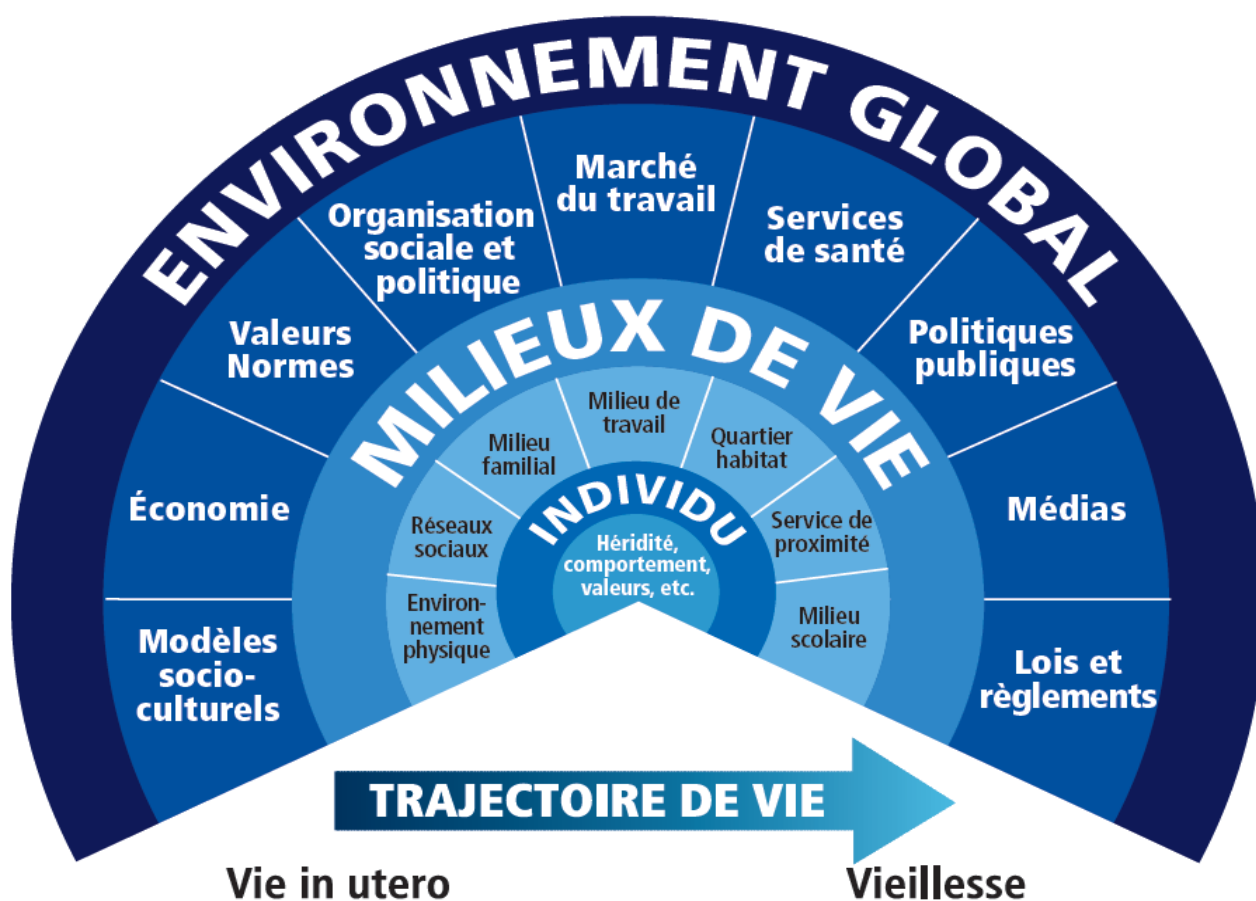 ENVIRONNEMENT GLOBAL
Modèles
socio-
culturels
Économie
Valeurs
Normes
Organisation
sociale et
politique
Marché
du travail
Services
de santé
Politiques
publiques
Médias
Lois et
règlements
MILIEUX DE VIE
Environ-
nement
physique
Réseaux
sociaux
Milieu
familial
Milieu de
travail
Quartier
habitat
Service de
proximité
Milieu
scolaire
INDIVIDU
Héridité,
comportement,
valeurs, etc.
TRAJECTOIRE DE VIE
Vie in utero
Vieillesse